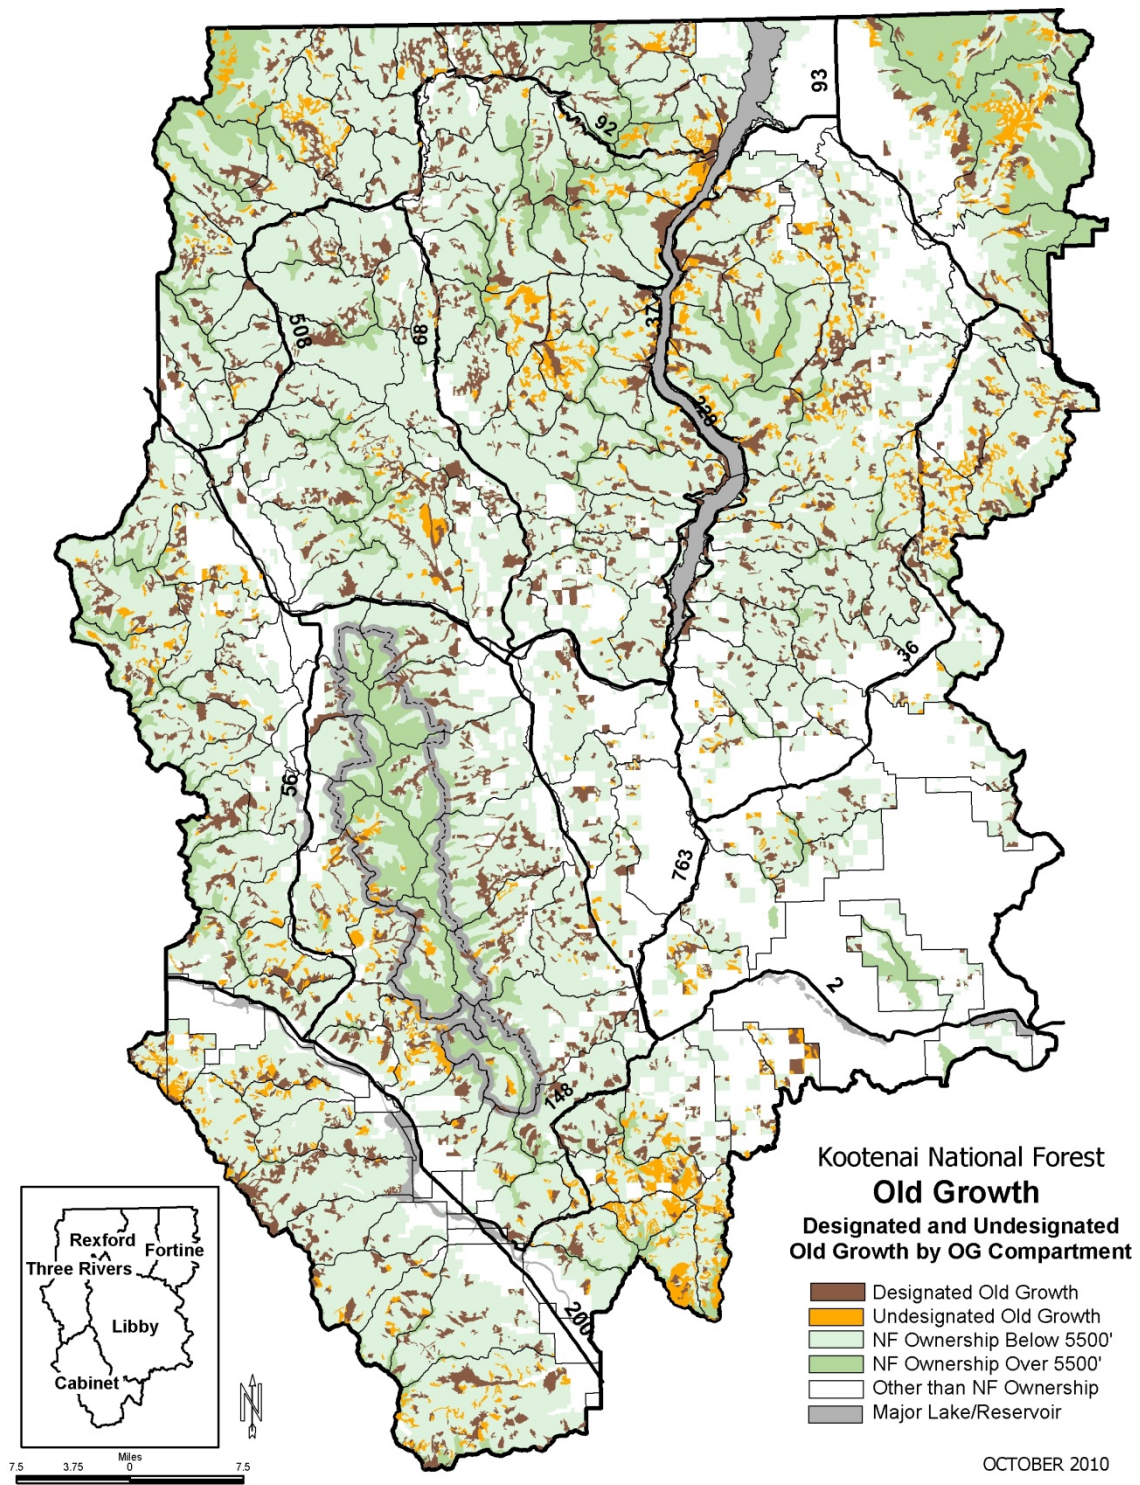 93
92
37
508
68
228
36
56
763
2
148
200
Kootenai National Forest
Old Growth
Designated and Undesignated
Old Growth by OG Compartment
Designated Old Growth
Undesignated Old Growth
NF Ownership Below 5500'
NF Ownership Over 5500'
Other than NF Ownership
Major Lake/Reservoir
Rexford
Fortine
Three Rivers
Libby
Cabinet
N
Miles
7.5 3.75 0 7.5
OCTOBER 2010